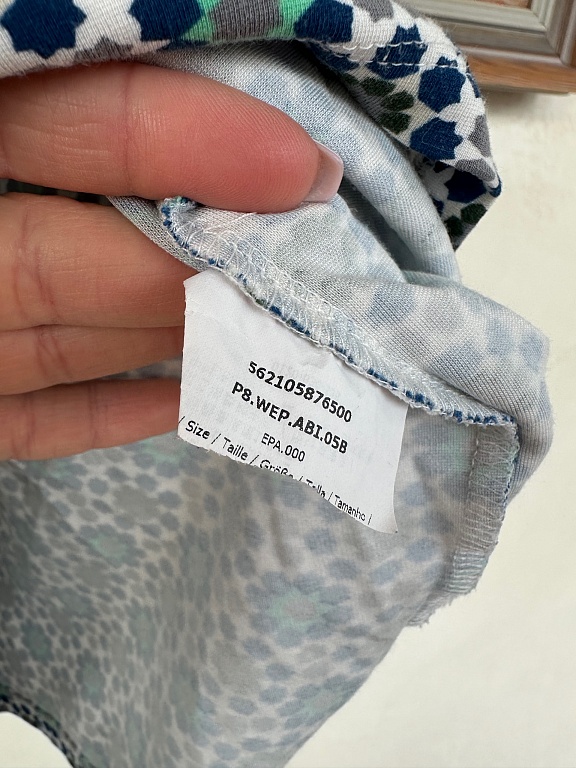 562105876500
P8.WEP.ABI.05B
EPA.000
/ Size / Taille / Größe / Talla / Tamanho /